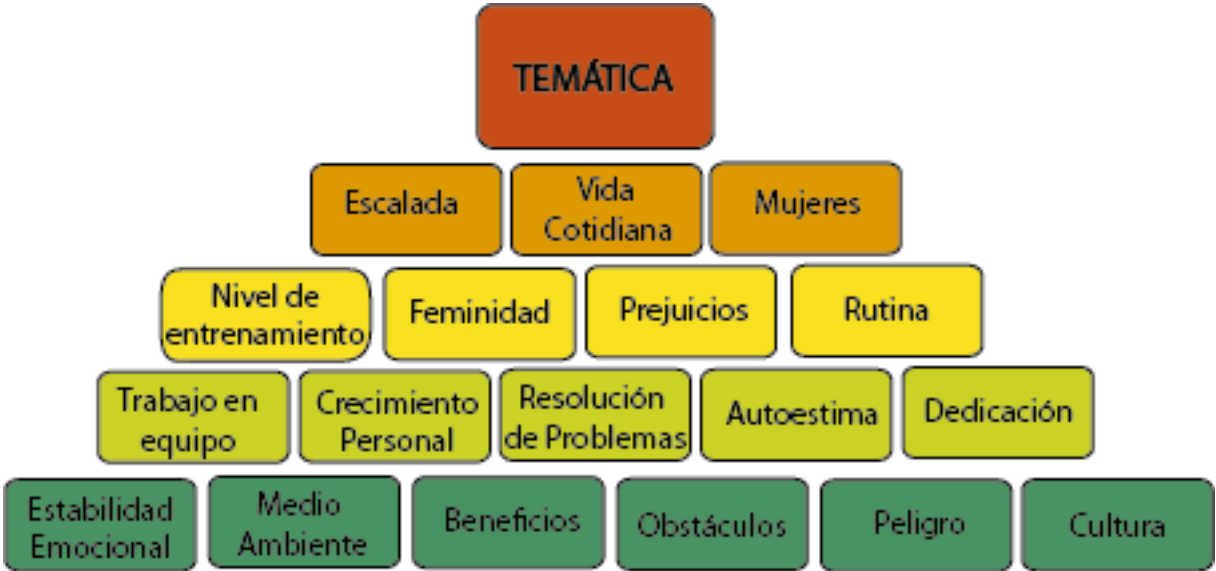 TEMÁTICA
Escalada
Vida
Cotidiana
Mujeres
Nivel de
entrenamiento
Feminidad
Prejuicios
Rutina
Trabajo en
equipo
Crecimiento
Personal
Resolución
de Problemas
Autoestima
Dedicación
Estabilidad
Emocional
Medio
Ambiente
Beneficios
Obstáculos
Peligro
Cultura